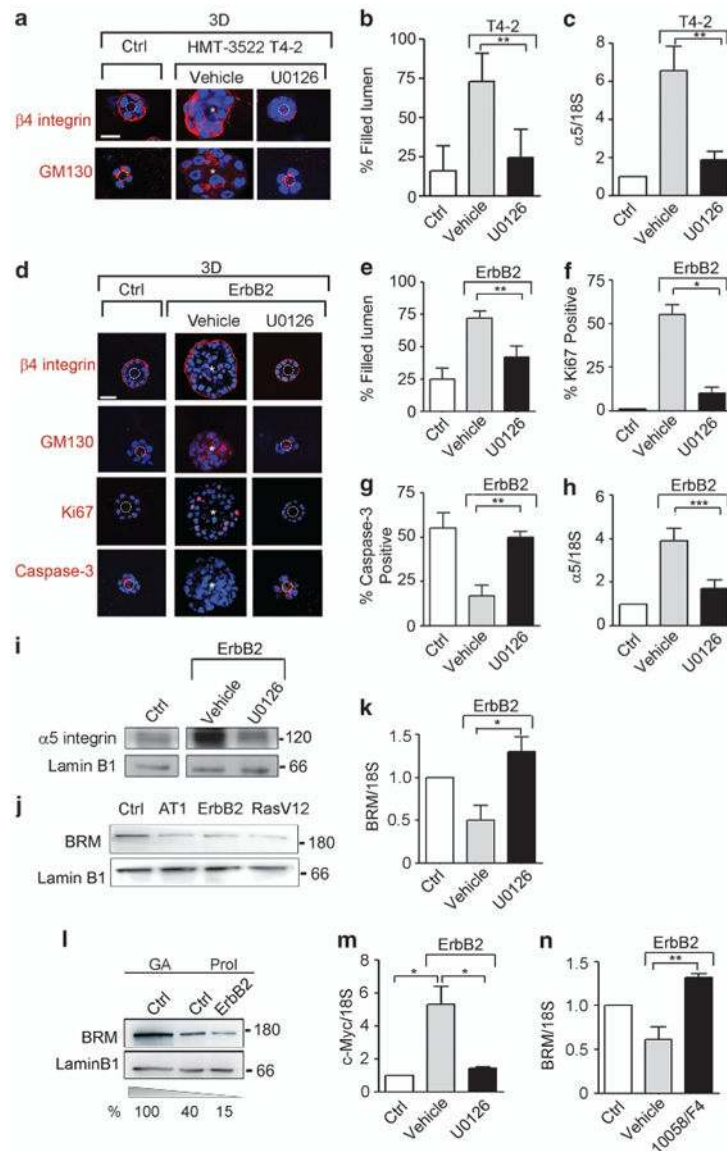 a
3D
Ctrl
HMT-3522 T4-2
Vehicle
U0126
β4 integrin
GM130
b
T4-2
**
% Filled lumen
100
75
50
25
0
Ctrl
Vehicle
U0126
c
T4-2
**
α5/18S
8
6
4
2
0
Ctrl
Vehicle
U0126
d
3D
Ctrl
ErbB2
Vehicle
U0126
β4 integrin
GM130
Ki67
Caspase-3
e
ErbB2
**
% Filled lumen
100
75
50
25
0
Ctrl
Vehicle
U0126
f
ErbB2
*
% Ki67 Positive
75
50
25
0
Ctrl
Vehicle
U0126
g
ErbB2
**
% Caspase-3
Positive
75
50
25
0
Ctrl
Vehicle
U0126
h
ErbB2
***
α5/18S
6
4
2
0
Ctrl
Vehicle
U0126
i
ErbB2
Ctrl
Vehicle
U0126
α5 integrin
120
Lamin B1
66
j
Ctrl AT1 ErbB2 RasV12
BRM
180
Lamin B1
66
k
ErbB2
*
BRM/18S
1.5
1.0
0.5
0
Ctrl
Vehicle
U0126
l
GA Prol
Ctrl
Ctrl
ErbB2
BRM
180
LaminB1
66
% 100 40 15
m
ErbB2
* *
c-Myc/18S
8
6
4
2
0
Ctrl
Vehicle
U0126
n
ErbB2
**
BRM/18S
1.5
1.0
0.5
0
Ctrl
Vehicle
10058/F4